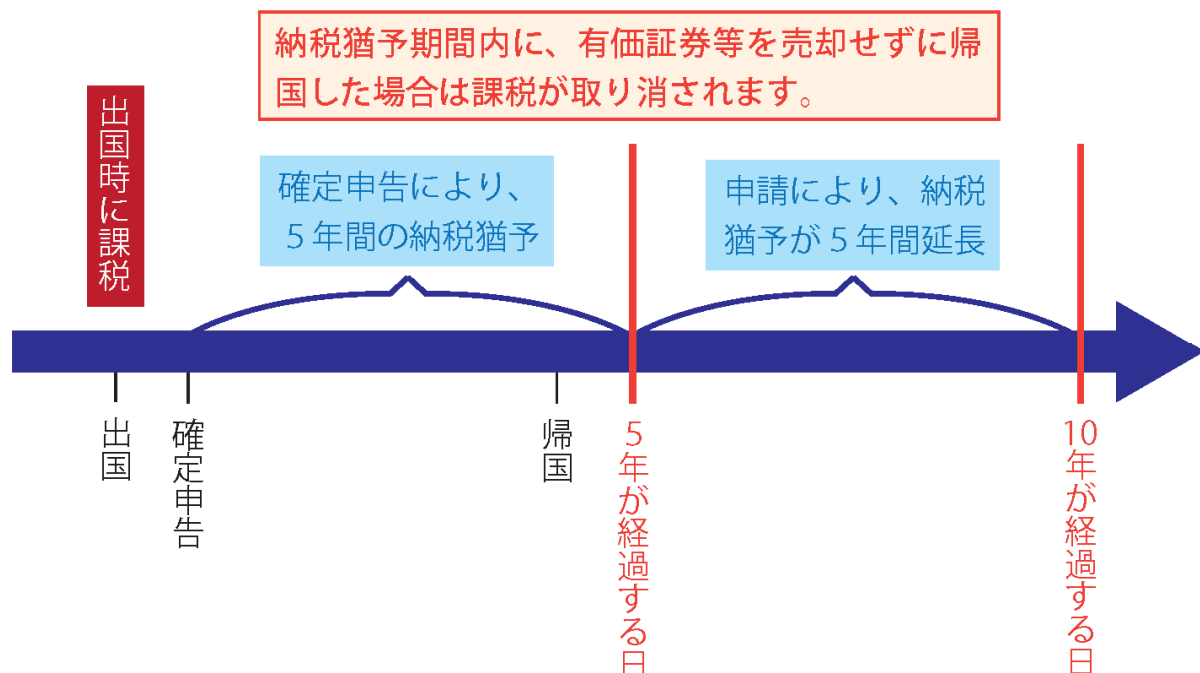 納税猶予期間内に、有価証券等を売却せずに帰
国した場合は課税が取り消されます。
出国時に課税
確定申告により、
５年間の納税猶予
申請により、納税
猶予が５年間延長
出国
確定申告
帰国
５年が経過する日
10年が経過する日